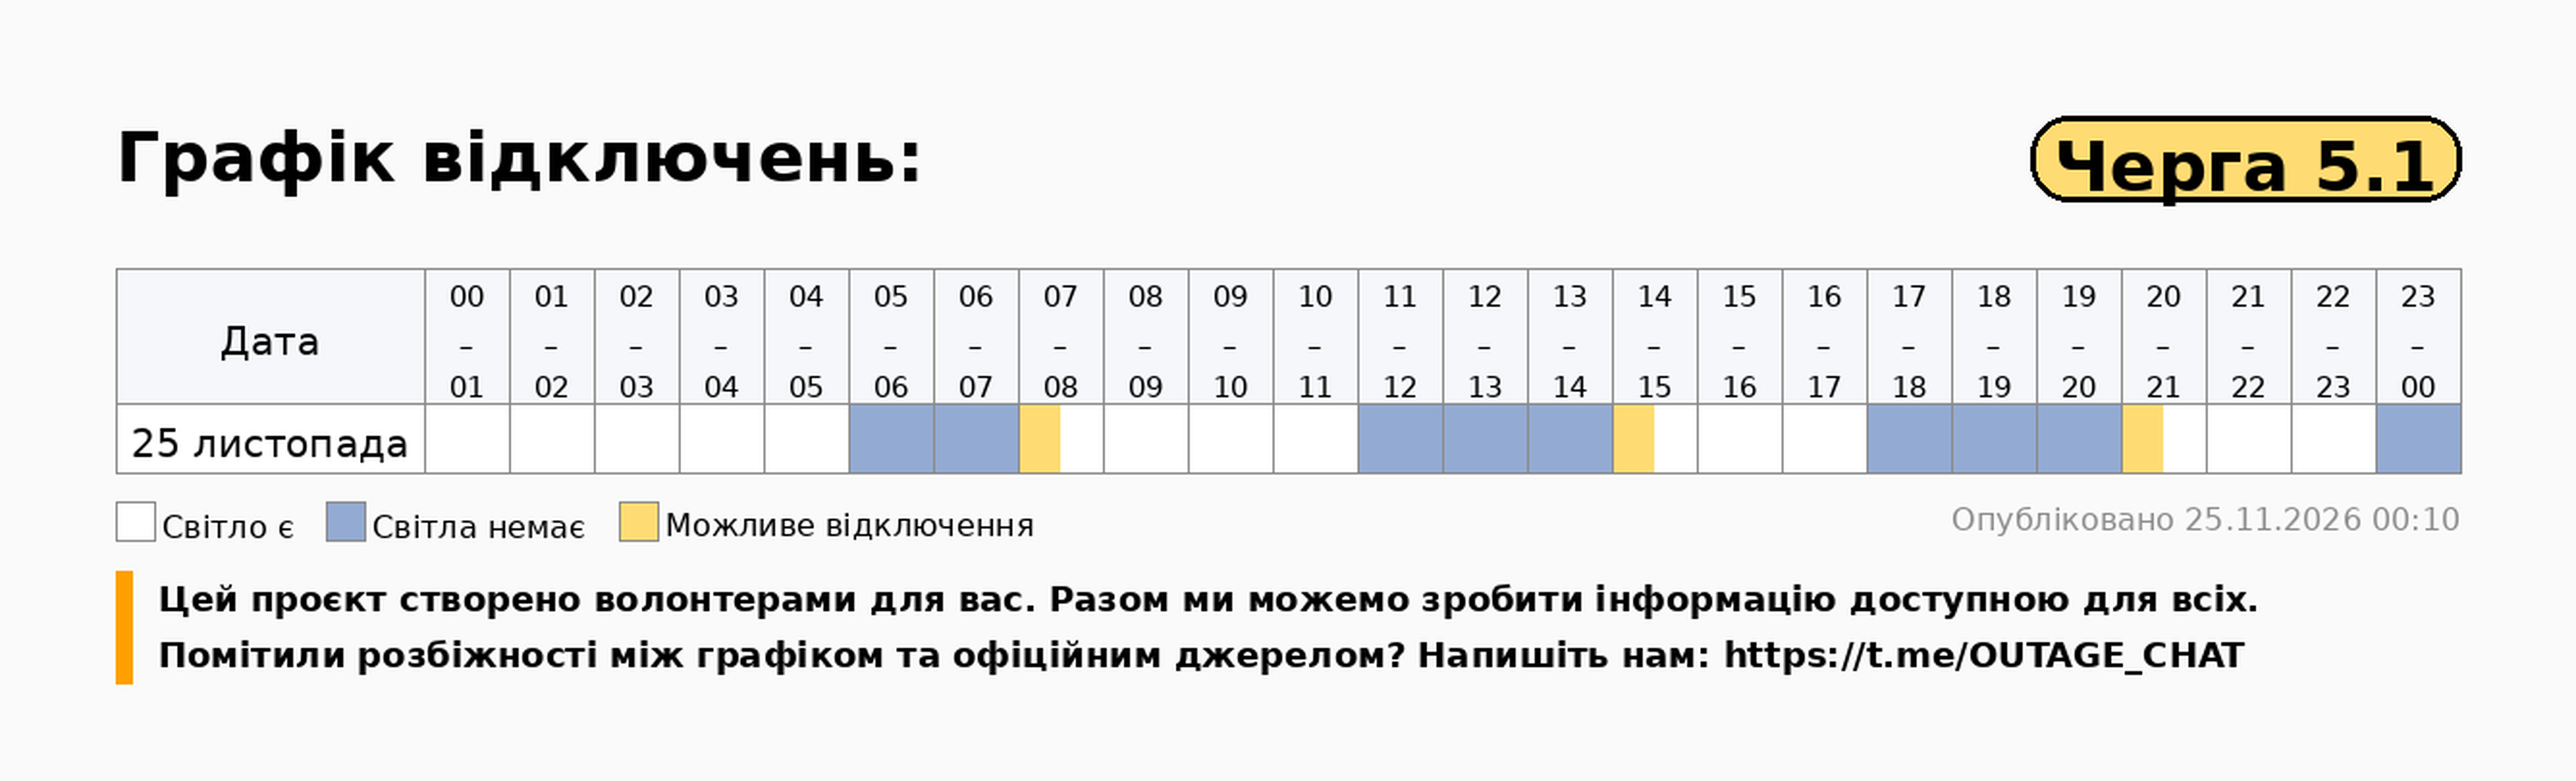 Графік відключень:
Черга 5.1
Дата
00 – 01
01 – 02
02 – 03
03 – 04
04 – 05
05 – 06
06 – 07
07 – 08
08 – 09
09 – 10
10 – 11
11 – 12
12 – 13
13 – 14
14 – 15
15 – 16
16 – 17
17 – 18
18 – 19
19 – 20
20 – 21
21 – 22
22 – 23
23 – 00
25 листопада
Світло є
Світла немає
Можливе відключення
Опубліковано 25.11.2026 00:10
Цей проєкт створено волонтерами для вас. Разом ми можемо зробити інформацію доступною для всіх.
Помітили розбіжності між графіком та офіційним джерелом? Напишіть нам: https://t.me/OUTAGE_CHAT